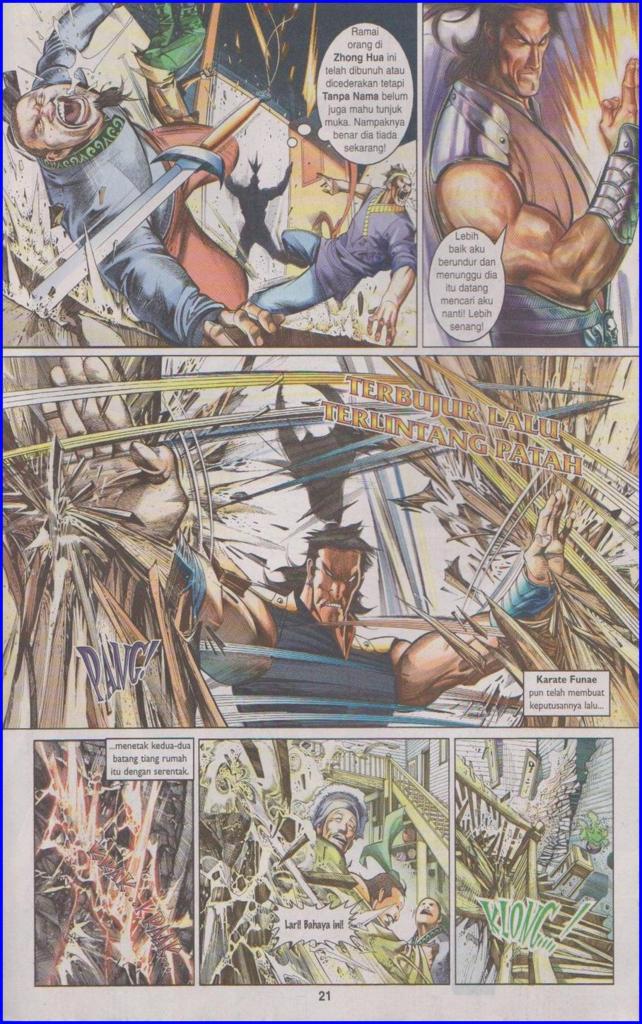 Ramai
orang di
Zhong Hua ini
telah dibunuh atau
dicederakan tetapi
Tanpa Nama belum
juga mahu tunjuk
muka. Nampaknya
benar dia tiada
sekarang!
Lebih
baik aku
berundur dan
menunggu dia
itu datang
mencari aku
nanti! Lebih
senang!
TERBUJUR LALU
TERLINTANG PATAH
PANG!
Karate Funae
pun telah membuat
keputusannya lalu...
...menetak kedua-dua
batang tiang rumah
itu dengan serentak.
Lari! Bahaya ini!
KLONG!
21